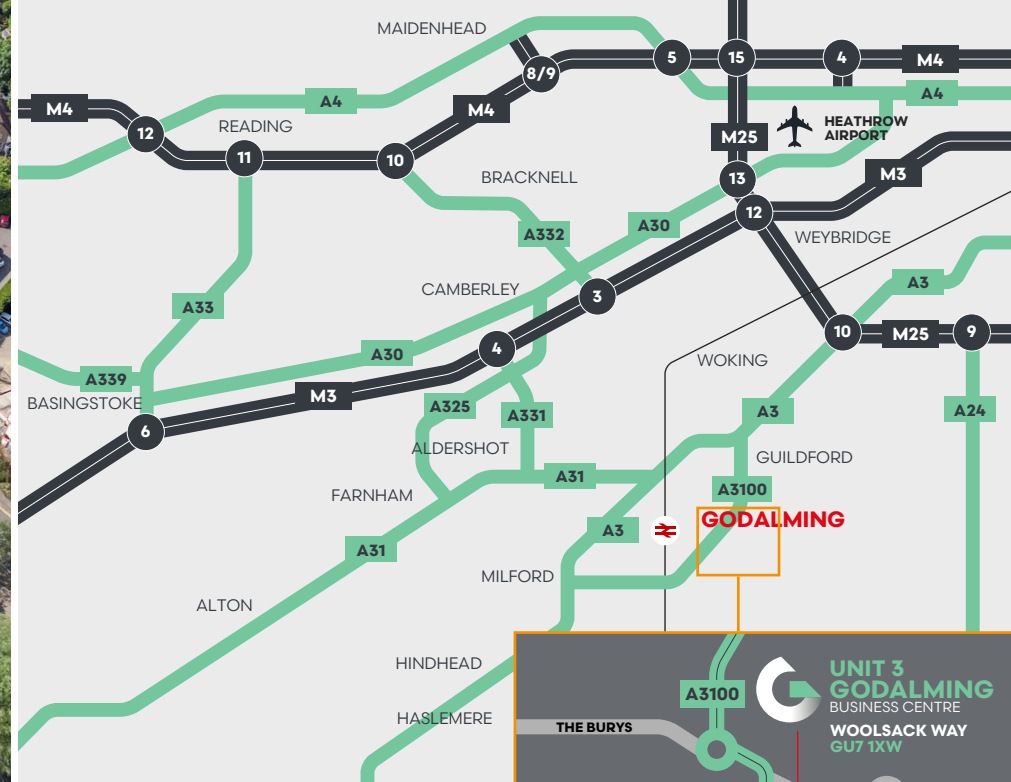 MAIDENHEAD
5
15
4
M4
8/9
A4
A4
M4
M4
HEATHROW
AIRPORT
12
READING
M25
11
10
BRACKNELL
13
M3
12
A332
A30
WEYBRIDGE
A3
CAMBERLEY
3
A33
10
M25
9
A30
4
WOKING
A339
M3
BASINGSTOKE
A325
A331
A3
A24
6
ALDERSHOT
GUILDFORD
A31
A3100
FARNHAM
GODALMING
A3
A31
MILFORD
ALTON
HINDHEAD
HASLEMERE
A3100
THE BURYS
UNIT 3
GODALMING
BUSINESS CENTRE
WOOLSACK WAY
GU7 1XW